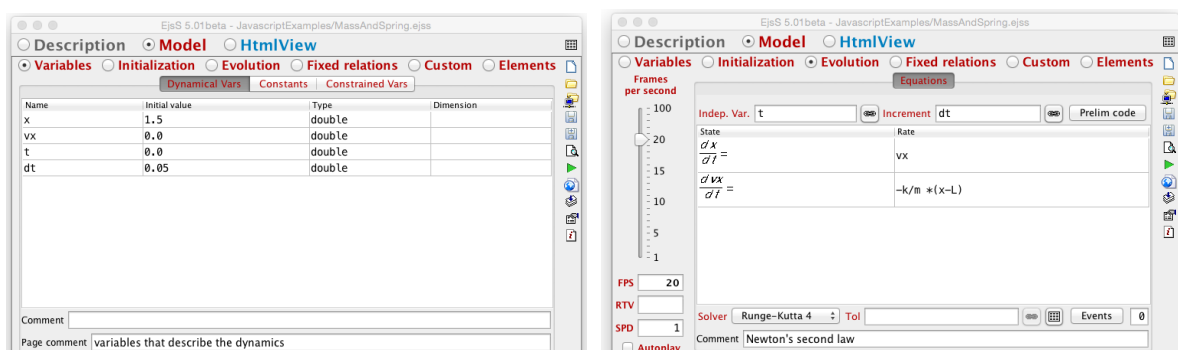 EjsS 5.01beta - JavascriptExamples/MassAndSpring.ejss
Description Model HtmlView
Variables Initialization Evolution Fixed relations Custom Elements
Dynamical Vars Constants Constrained Vars
Name Initial value Type Dimension
x 1.5 double
vx 0.0 double
t 0.0 double
dt 0.05 double
Comment
Page comment variables that describe the dynamics
EjsS 5.01beta - JavascriptExamples/MassAndSpring.ejss
Description Model HtmlView
Variables Initialization Evolution Fixed relations Custom Elements
Frames
per second
100
20
15
10
5
1
FPS 20
RTV
SPD 1
Autoplay
Equations
Indep. Var. t Increment dt Prelim code
State Rate
d x
d t = vx
d vx
d t = -k/m *(x-L)
Solver Runge-Kutta 4 Tol Events 0
Comment Newton's second law